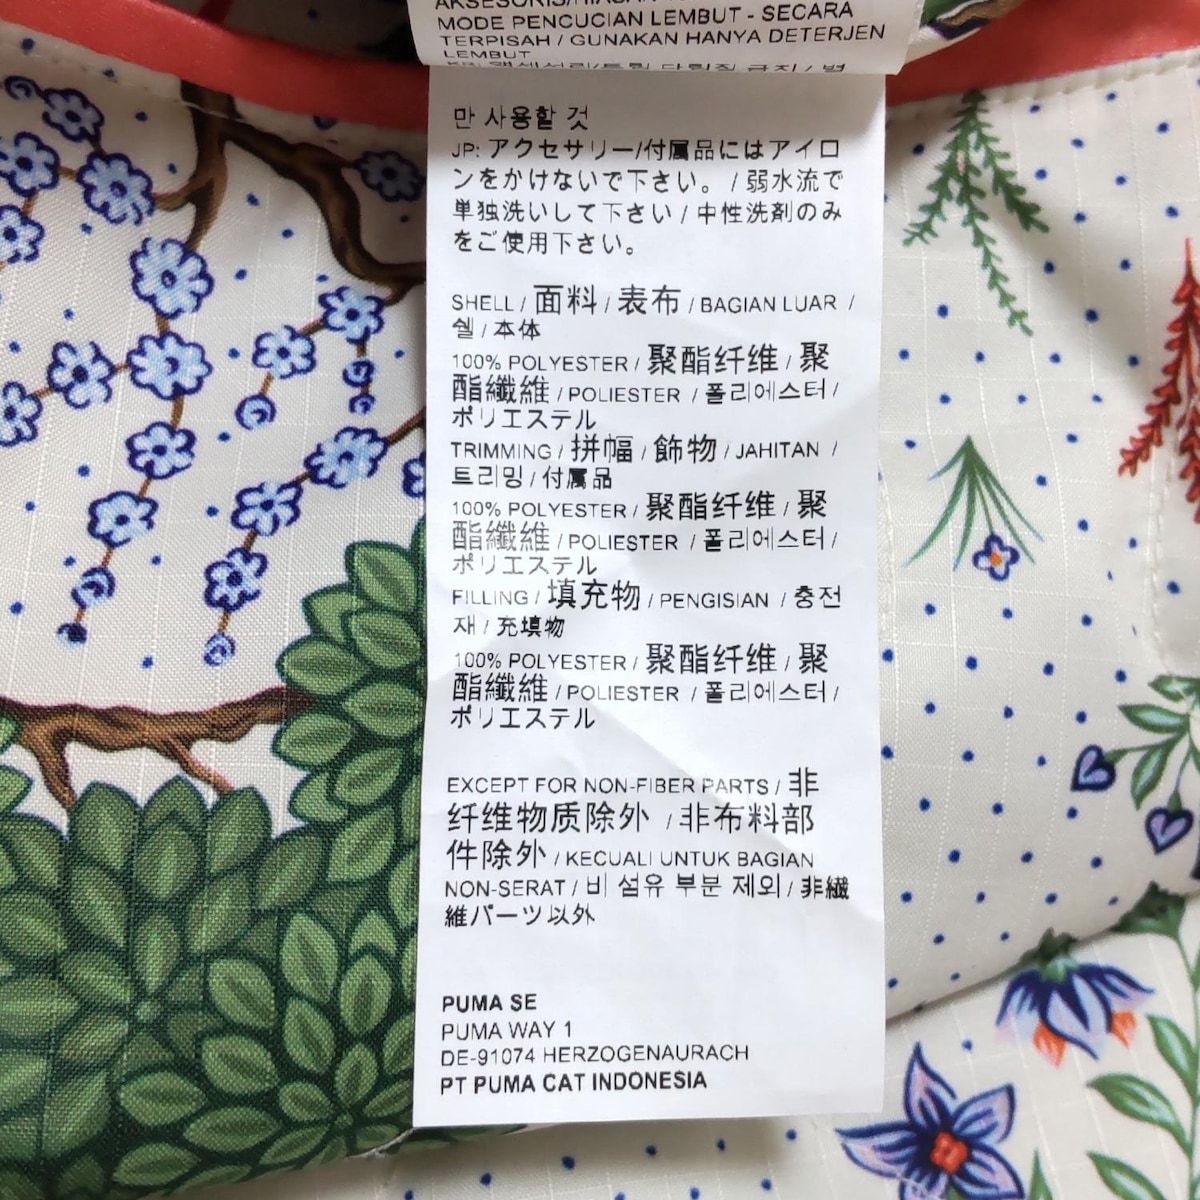 MODE PENCUCIAN LEMBUT - SECARA
TERPISAH / GUNAKAN HANYA DETERJEN
LEMBUT
만 사용할 것
JP: アクセサリー/付属品にはアイロ
ンをかけないで下さい。 / 弱水流で
単独洗いして下さい / 中性洗剤のみ
をご使用下さい。
SHELL / 面料 / 表布 / BAGIAN LUAR /
쉘 / 本体
100% POLYESTER / 聚酯纤维 / 聚
酯纖維 / POLIESTER / 폴리에스터 /
ポリエステル
TRIMMING / 拼幅 / 飾物 / JAHITAN /
트리밍 / 付属品
100% POLYESTER / 聚酯纤维 / 聚
酯纖維 / POLIESTER / 폴리에스터 /
ポリエステル
FILLING / 填充物 / PENGISIAN / 충전
재 / 充填物
100% POLYESTER / 聚酯纤维 / 聚
酯纖維 / POLIESTER / 폴리에스터 /
ポリエステル
EXCEPT FOR NON-FIBER PARTS / 非
纤维物质除外 / 非布料部
件除外 / KECUALI UNTUK BAGIAN
NON-SERAT / 비 섬유 부분 제외 / 非繊
維パーツ以外
PUMA SE
PUMA WAY 1
DE-91074 HERZOGENAURACH
PT PUMA CAT INDONESIA